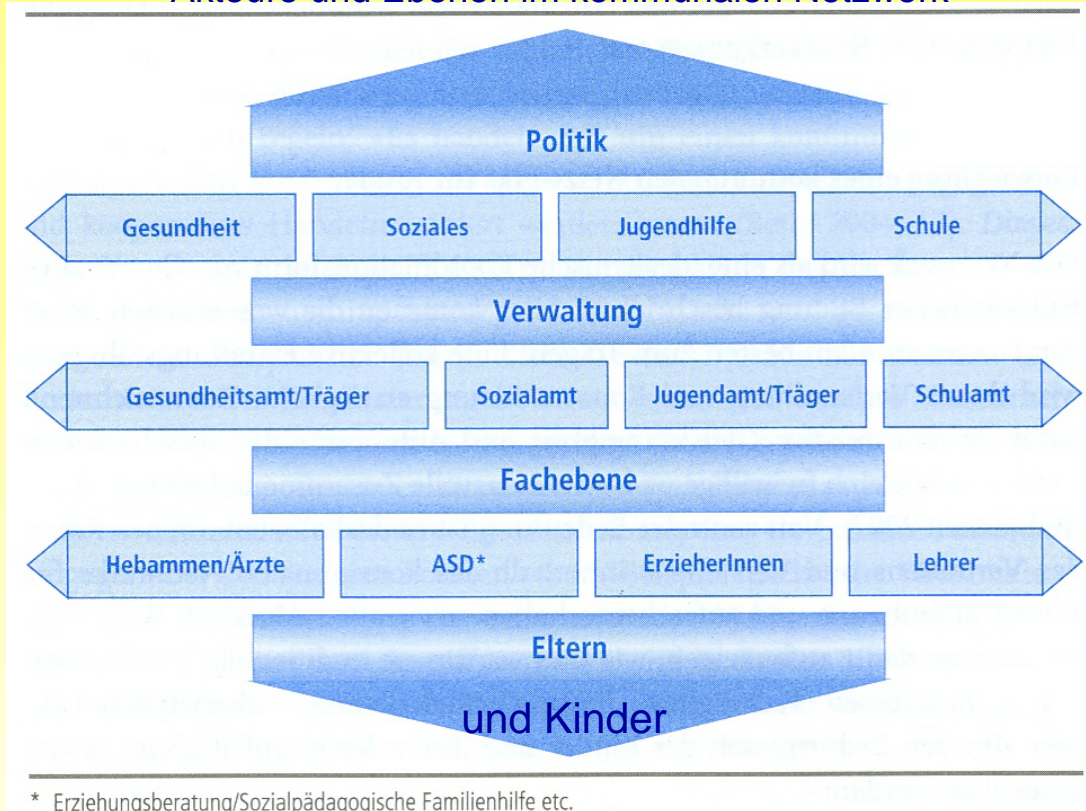 Akteure und Ebenen im kommunalen Netzwerk
Politik
Gesundheit Soziales Jugendhilfe Schule
Verwaltung
Gesundheitsamt/Träger Sozialamt Jugendamt/Träger Schulamt
Fachebene
Hebammen/Ärzte ASD* ErzieherInnen Lehrer
Eltern
und Kinder
* Erziehungsberatung/Sozialpädagogische Familienhilfe etc.